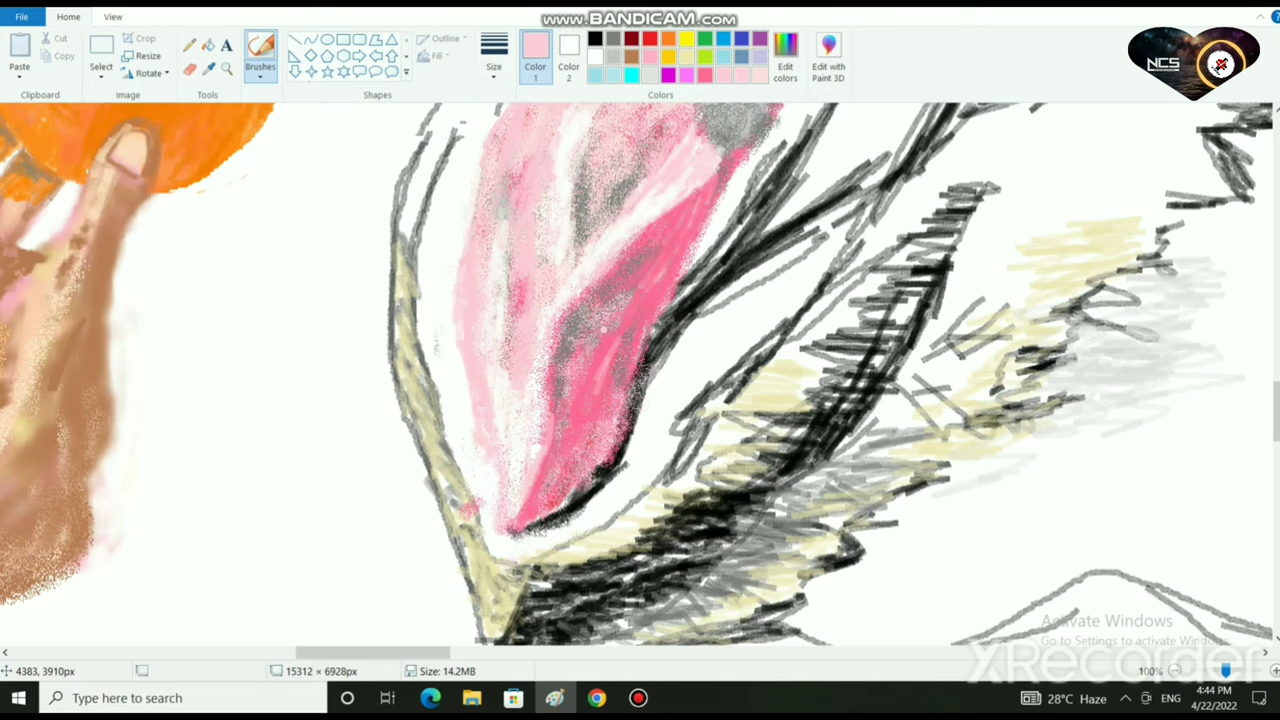 www.BANDICAM.com
File Home View
Paste
Cut
Copy
Clipboard
Select
Crop
Resize
Rotate
Image
A
Tools
Brushes
Outline
Fill
Shapes
Size
Color
1
Color
2
Edit
colors
Edit with
Paint 3D
Colors
NCS
Activate Windows
Go to Settings to activate Windows.
XRecorder
4383, 3910px
15312 × 6928px
Size: 14.2MB
100%
Type here to search
28°C Haze
ENG
4:44 PM
4/22/2022